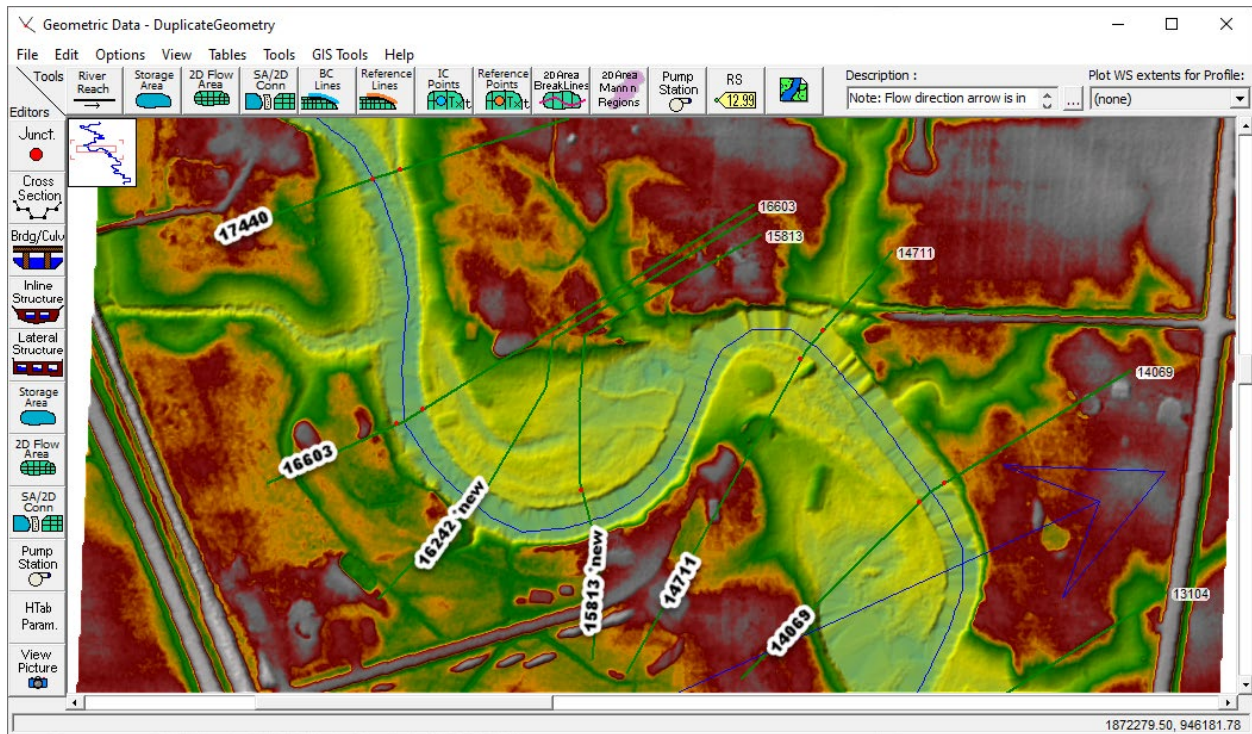 Geometric Data - DuplicateGeometry
File Edit Options View Tables Tools GIS Tools Help
Tools
Editors
River
Reach
Storage
Area
2D Flow
Area
SA/2D
Conn
BC
Lines
Reference
Lines
IC
Points
Reference
Points
2D Area
BreakLines
2D Area
Mann n
Regions
Pump
Station
RS
12.99
Description :
Note: Flow direction arrow is in
...
Plot WS extents for Profile:
(none)
Junct.
Cross
Section
Brdg/Culv
Inline
Structure
Lateral
Structure
Storage
Area
2D Flow
Area
SA/2D
Conn
Pump
Station
HTab
Param.
View
Picture
17440
16603
15813
14711
14069
13104
16603
16242 *new
15813 *new
14711
14069
1872279.50, 946181.78